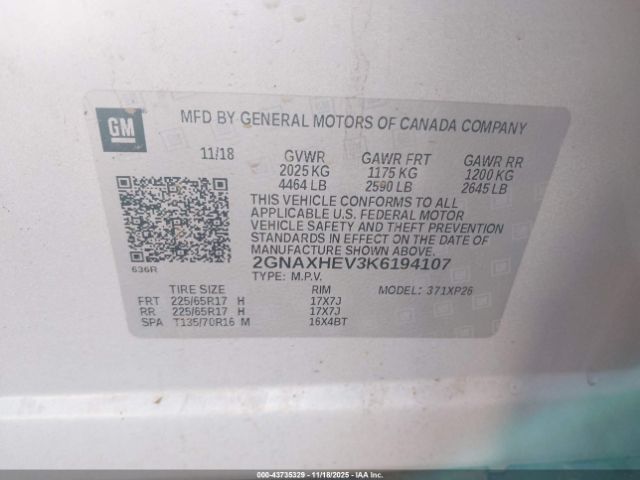 GM
MFD BY GENERAL MOTORS OF CANADA COMPANY
11/18 GVWR GAWR FRT GAWR RR
2025 KG 1175 KG 1200 KG
4464 LB 2590 LB 2645 LB
THIS VEHICLE CONFORMS TO ALL
APPLICABLE U.S. FEDERAL MOTOR
VEHICLE SAFETY AND THEFT PREVENTION
STANDARDS IN EFFECT ON THE DATE OF
MANUFACTURE SHOWN ABOVE.
636R 2GNAXHEV3K6194107
TYPE: M.P.V.
TIRE SIZE RIM MODEL: 371XP26
FRT 225/65R17 H 17X7J
RR 225/65R17 H 17X7J
SPA T135/70R16 M 16X4BT
000-43735329 - 11/18/2025 - IAAI.COM